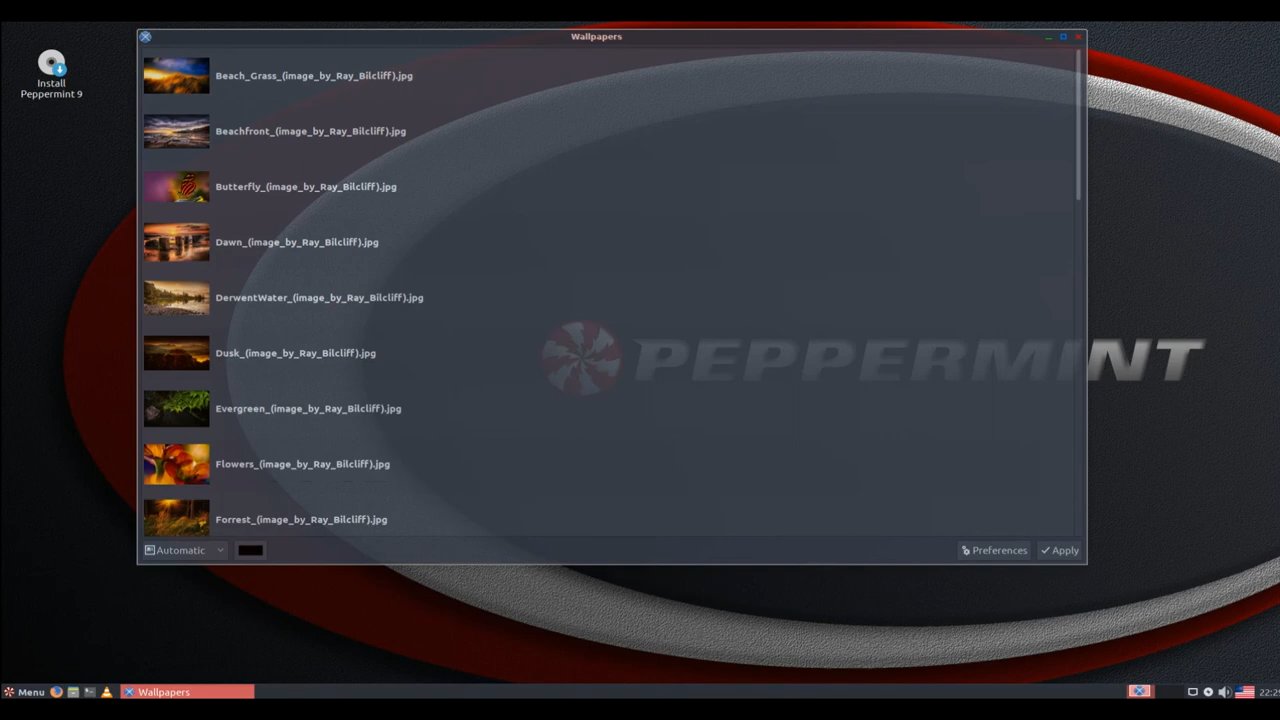 Wallpapers
Install
Peppermint 9
Beach_Grass_(image_by_Ray_Bilcliff).jpg
Beachfront_(image_by_Ray_Bilcliff).jpg
Butterfly_(image_by_Ray_Bilcliff).jpg
Dawn_(image_by_Ray_Bilcliff).jpg
DerwentWater_(image_by_Ray_Bilcliff).jpg
PEPPERMINT
Dusk_(image_by_Ray_Bilcliff).jpg
Evergreen_(image_by_Ray_Bilcliff).jpg
Flowers_(image_by_Ray_Bilcliff).jpg
Forrest_(image_by_Ray_Bilcliff).jpg
Automatic Preferences Apply
Menu Wallpapers